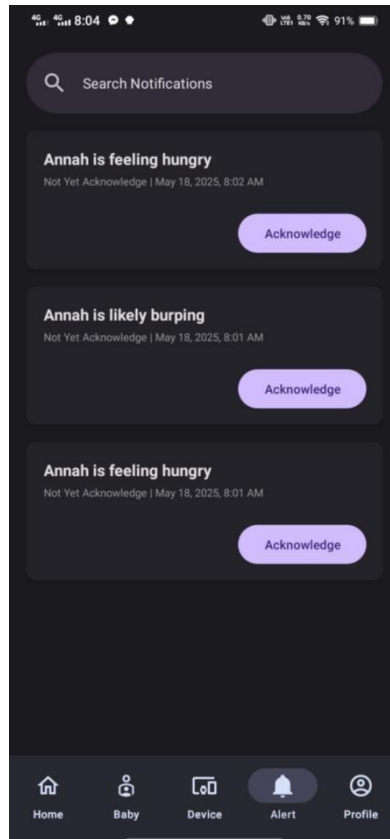 8:04
91%
Search Notifications
Annah is feeling hungry
Not Yet Acknowledge | May 18, 2025, 8:02 AM
Acknowledge
Annah is likely burping
Not Yet Acknowledge | May 18, 2025, 8:01 AM
Acknowledge
Annah is feeling hungry
Not Yet Acknowledge | May 18, 2025, 8:01 AM
Acknowledge
Home Baby Device Alert Profile